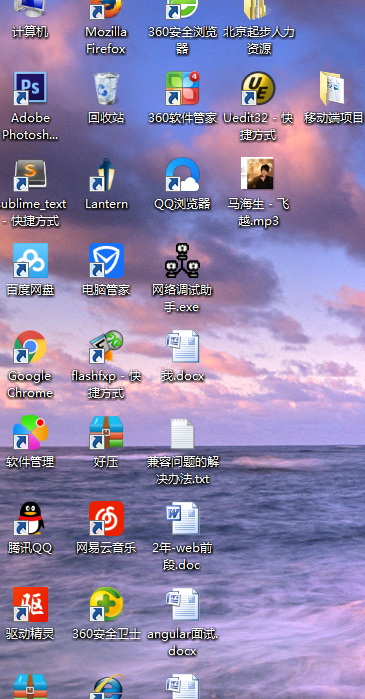 计算机
Mozilla
Firefox
360安全浏览
器
北京起步人力
资源
Adobe
Photosh...
回收站
360软件管家
4
Uedit32 - 快
捷方式
移动端项目
sublime_text
- 快捷方式
Lantern
QQ浏览器
马海生 - 飞
越.mp3
百度网盘
电脑管家
网络调试助
手.exe
Google
Chrome
flashfxp - 快
捷方式
我.docx
软件管理
好压
兼容问题的解
决办法.txt
腾讯QQ
网易云音乐
2年-web前
段.doc
驱动精灵
360安全卫士
angular面试.
docx